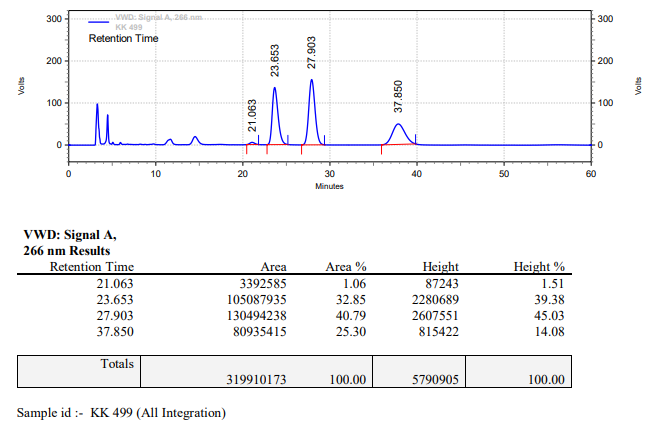 VWD: Signal A, 266 nm
KK 499
Retention Time
300
200
100
0
Volts
21.063
23.653
27.903
37.850
300
200
100
0
Volts
0 10 20 30 40 50 60
Minutes
VWD: Signal A,
266 nm Results
Retention Time Area Area % Height Height %
21.063 3392585 1.06 87243 1.51
23.653 105087935 32.85 2280689 39.38
27.903 130494238 40.79 2607551 45.03
37.850 80935415 25.30 815422 14.08
Totals
319910173 100.00 5790905 100.00
Sample id :- KK 499 (All Integration)